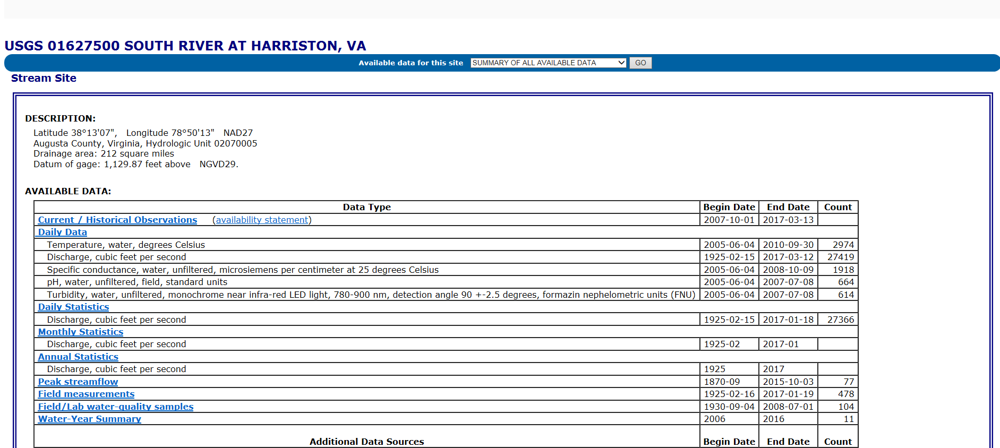 USGS 01627500 SOUTH RIVER AT HARRISTON, VA
Available data for this site SUMMARY OF ALL AVAILABLE DATA GO
Stream Site
DESCRIPTION:
Latitude 38°13'07", Longitude 78°50'13" NAD27
Augusta County, Virginia, Hydrologic Unit 02070005
Drainage area: 212 square miles
Datum of gage: 1,129.87 feet above NGVD29.
AVAILABLE DATA:
Data Type Begin Date End Date Count
Current / Historical Observations (availability statement) 2007-10-01 2017-03-13
Daily Data
Temperature, water, degrees Celsius 2005-06-04 2010-09-30 2974
Discharge, cubic feet per second 1925-02-15 2017-03-12 27419
Specific conductance, water, unfiltered, microsiemens per centimeter at 25 degrees Celsius 2005-06-04 2008-10-09 1918
pH, water, unfiltered, field, standard units 2005-06-04 2007-07-08 664
Turbidity, water, unfiltered, monochrome near infra-red LED light, 780-900 nm, detection angle 90 +-2.5 degrees, formazin nephelometric units (FNU) 2005-06-04 2007-07-08 614
Daily Statistics
Discharge, cubic feet per second 1925-02-15 2017-01-18 27366
Monthly Statistics
Discharge, cubic feet per second 1925-02 2017-01
Annual Statistics
Discharge, cubic feet per second 1925 2017
Peak streamflow 1870-09 2015-10-03 77
Field measurements 1925-02-16 2017-01-19 478
Field/Lab water-quality samples 1930-09-04 2008-07-01 104
Water-Year Summary 2006 2016 11
Additional Data Sources Begin Date End Date Count